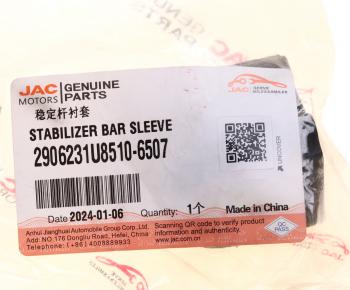 JAC MOTORS GENUINE PARTS
JAC
稳定杆衬套
STABILIZER BAR SLEEVE
2906231U8510-6507
UNCOVER
Date 2024-01-06 Quantity: 1个 Made in China
Anhui Jianghuai Automobile Group Corp., Ltd.
Add: NO.176 Dongliu Road, Hefei, China
Telephone: (+86) 4008889933
Scanning QR code to verify product
information and authenticity.
www.jac.com.cn
QC
PASS